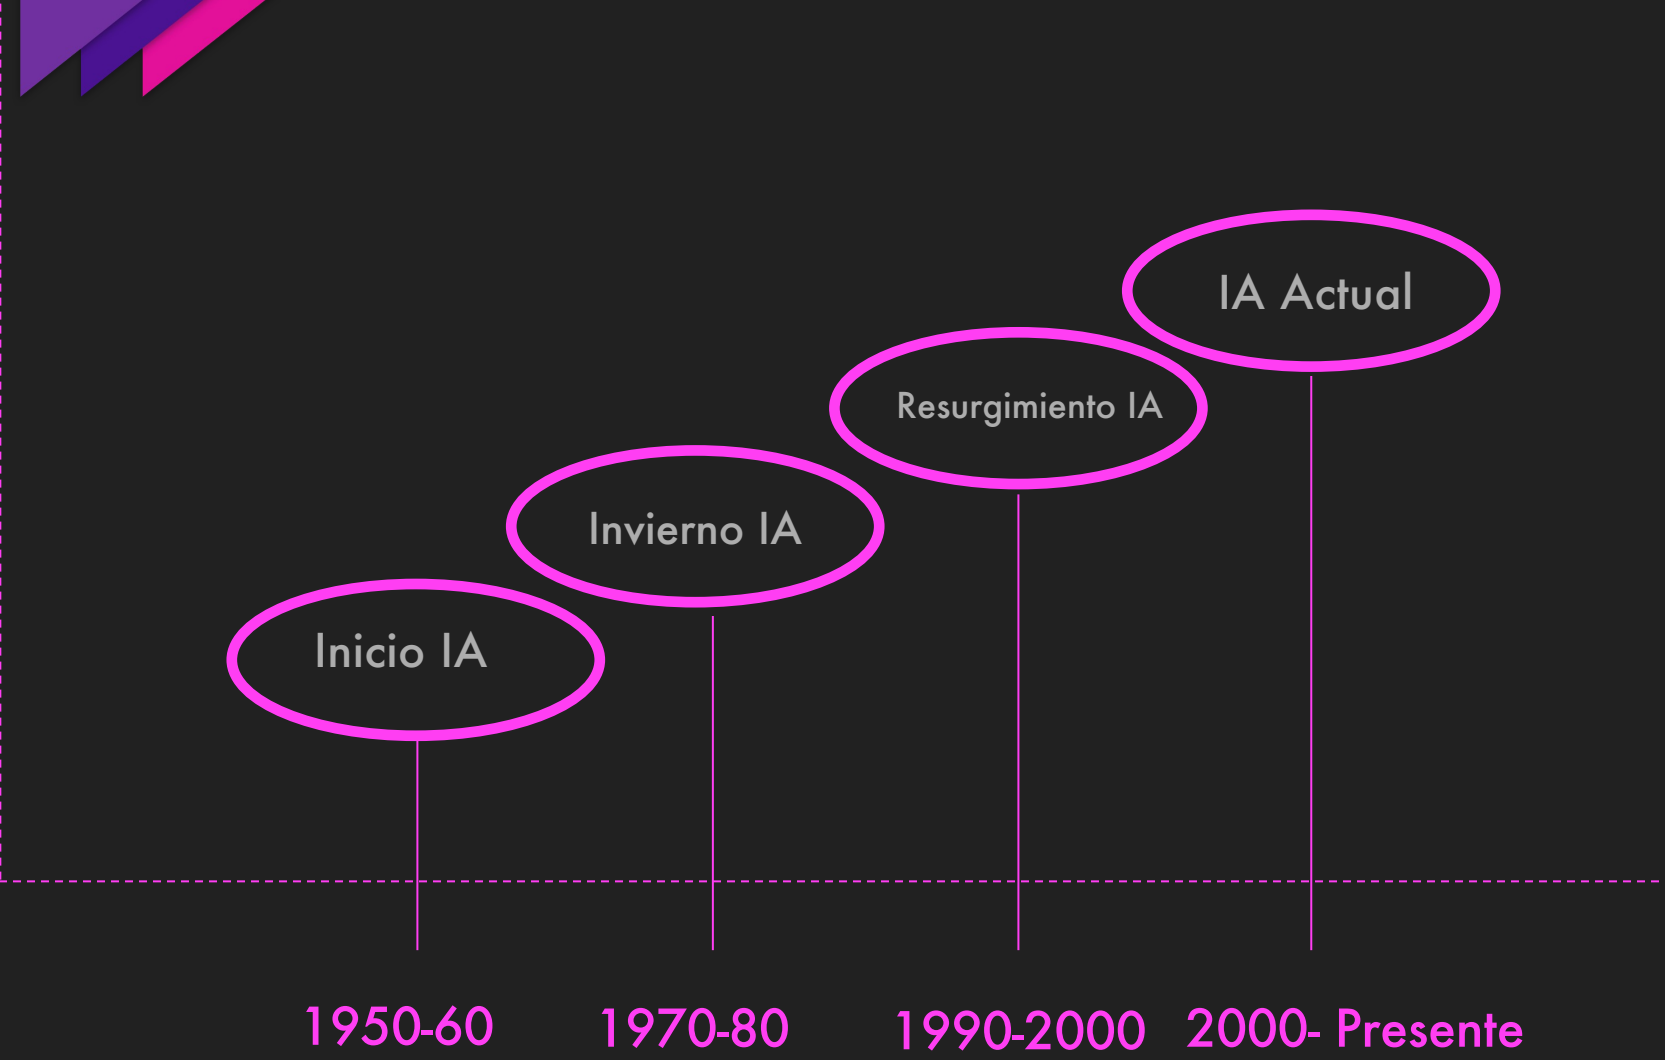 IA Actual
Resurgimiento IA
Invierno IA
Inicio IA
1950-60
1970-80
1990-2000
2000- Presente